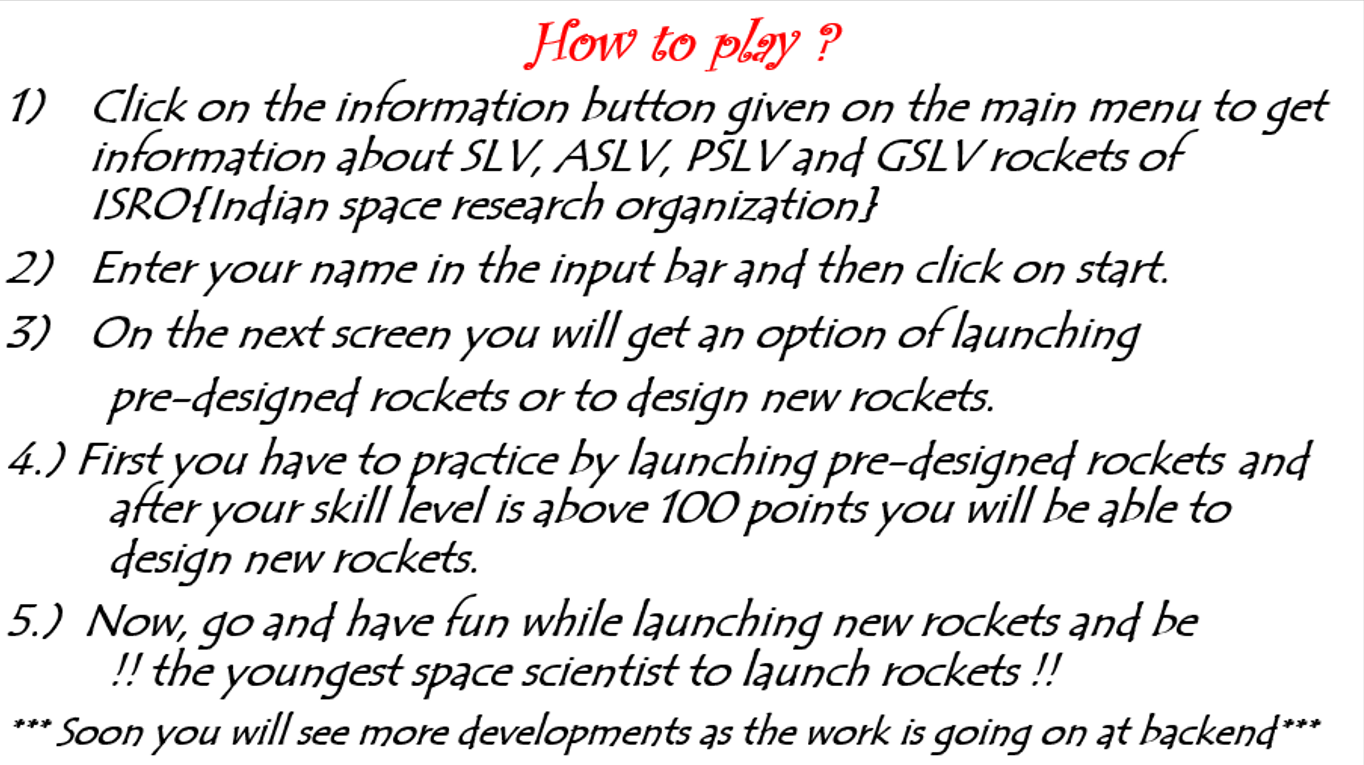 How to play ?
1) Click on the information button given on the main menu to get
information about SLV, ASLV, PSLV and GSLV rockets of
ISRO{Indian space research organization}
2) Enter your name in the input bar and then click on start.
3) On the next screen you will get an option of launching
pre-designed rockets or to design new rockets.
4.) First you have to practice by launching pre-designed rockets and
after your skill level is above 100 points you will be able to
design new rockets.
5.) Now, go and have fun while launching new rockets and be
!! the youngest space scientist to launch rockets !!
*** Soon you will see more developments as the work is going on at backend***